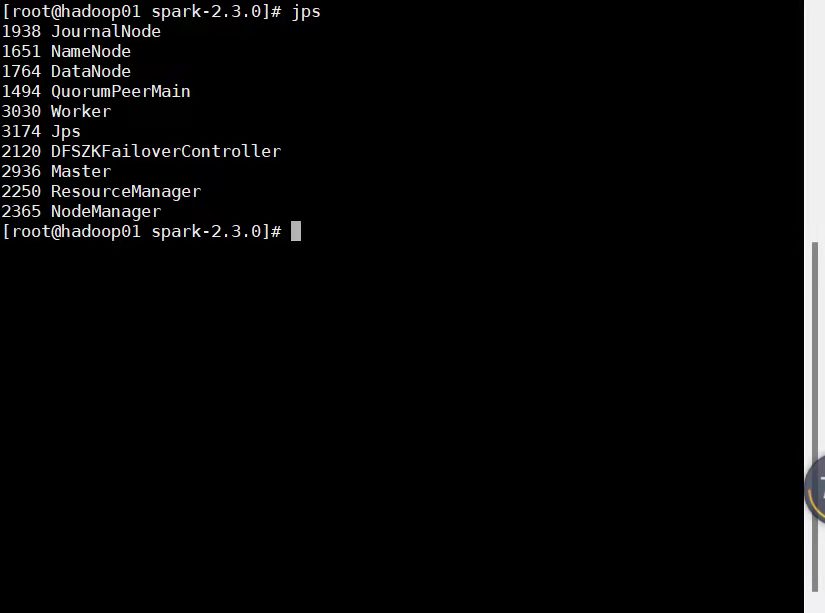 [root@hadoop01 spark-2.3.0]# jps
1938 JournalNode
1651 NameNode
1764 DataNode
1494 QuorumPeerMain
3030 Worker
3174 Jps
2120 DFSZKFailoverController
2936 Master
2250 ResourceManager
2365 NodeManager
[root@hadoop01 spark-2.3.0]#